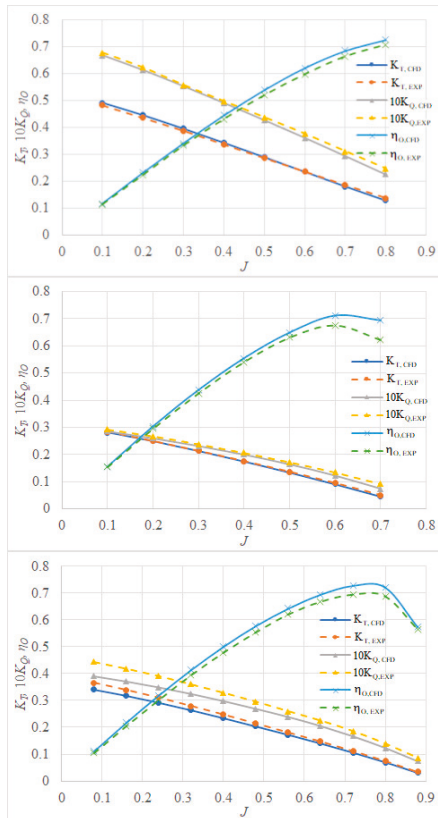 0.8
0.7
0.6
0.5
0.4
0.3
0.2
0.1
0
K_T, 10K_Q, η_O
K_T, CFD
K_T, EXP
10K_Q, CFD
10K_Q,EXP
η_O,CFD
η_O, EXP
0 0.1 0.2 0.3 0.4 0.5 0.6 0.7 0.8 0.9
J
0.8
0.7
0.6
0.5
0.4
0.3
0.2
0.1
0
K_T, 10K_Q, η_O
K_T, CFD
K_T, EXP
10K_Q, CFD
10K_Q,EXP
η_O,CFD
η_O, EXP
0 0.1 0.2 0.3 0.4 0.5 0.6 0.7 0.8
J
0.8
0.7
0.6
0.5
0.4
0.3
0.2
0.1
0
K_T, 10K_Q, η_O
K_T, CFD
K_T, EXP
10K_Q, CFD
10K_Q,EXP
η_O,CFD
η_O, EXP
0 0.1 0.2 0.3 0.4 0.5 0.6 0.7 0.8 0.9
J